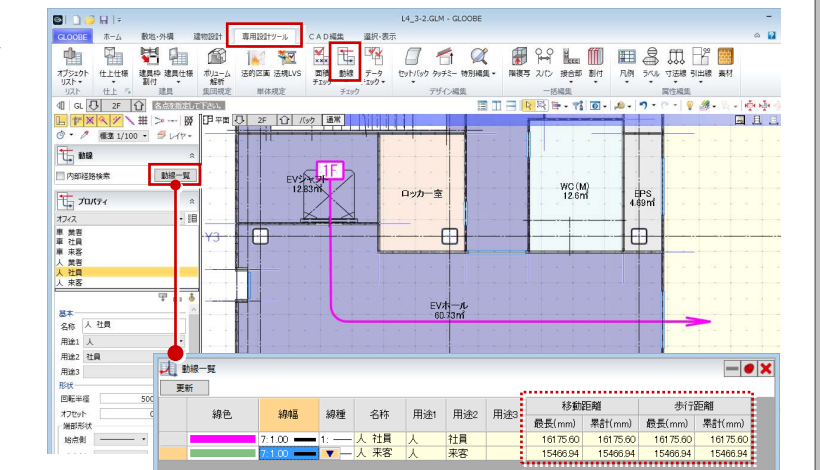 L4_3-2.GLM - GLOOBE
GLOOBE ホーム 敷地・外構 建物設計 専用設計ツール CAD編集 選択・表示
オブジェクトリスト 仕上仕様 建具枠割付 建具仕様 ボリューム解析 法的区画 法規LVS 面積チェック 動線 データチェック セットバック タッチミー 特別編集 階複写 スパン 接合部 割付 凡例 ラベル 寸法線 引出線 素材
リスト 仕上 建具 集団規定 単体規定 チェック デザイン編集 一括編集 属性編集
GL 2F 名点を指定して下さい。
標準 1/100 レイヤ
平面 2F バック 通常
動線
内部経路検索 動線一覧
プロパティ
オフィス
車 業者
車 社員
車 来客
人 業者
人 社員
人 来客
基本
名称 人 社員
用途1 人
用途2 社員
用途3
形状
回転半径 500
オフセット 0
端部形状
始点側
Y3
1F
EVシャフト
12.83㎡
ロッカー室
WC(M)
12.6㎡
EPS
4.69㎡
EVホール
60.73㎡
動線一覧
更新
線色 線幅 線種 名称 用途1 用途2 用途3 移動距離 歩行距離
最長(mm) 累計(mm) 最長(mm) 累計(mm)
7: 1.00 1: 人 社員 人 社員 16175.60 16175.60 16175.60 16175.60
7: 1.00 人 来客 人 来客 15466.94 15466.94 15466.94 15466.94